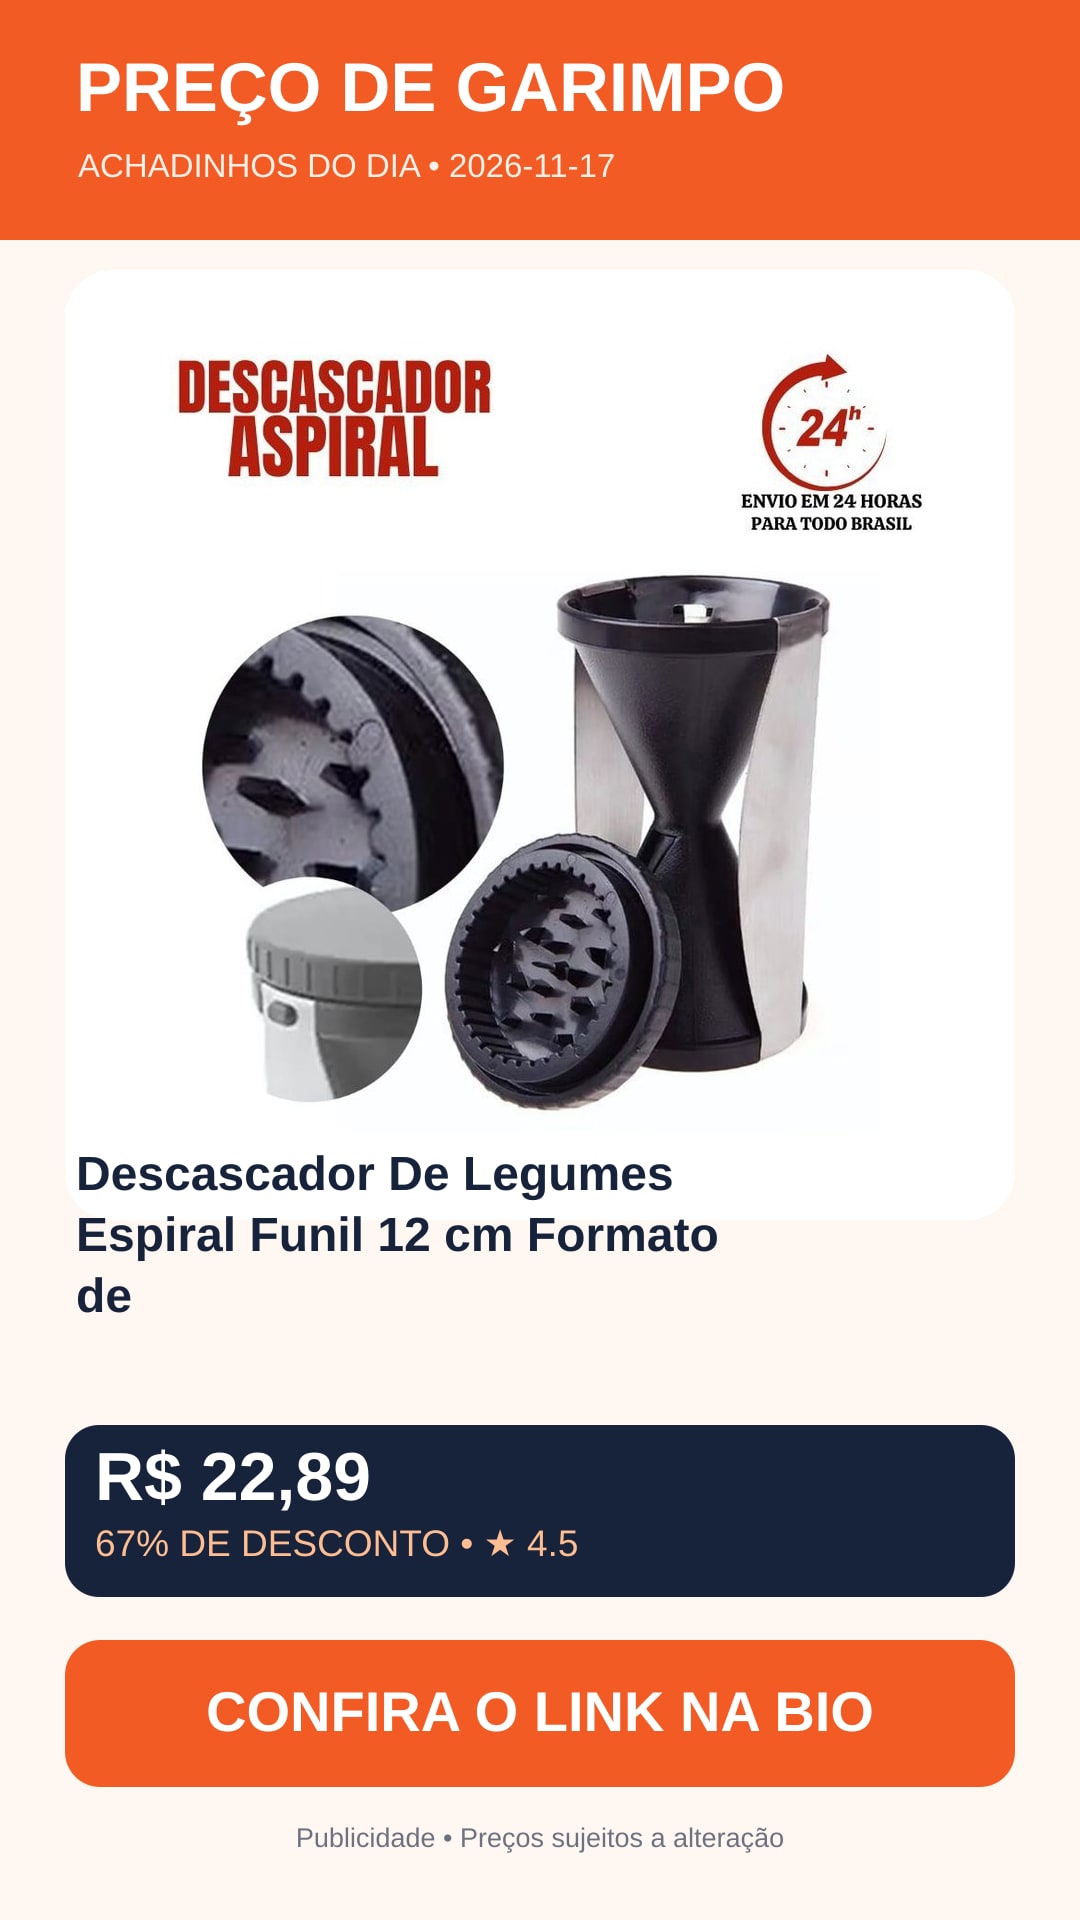 PREÇO DE GARIMPO
ACHADINHOS DO DIA • 2026-11-17
DESCASCADOR
ASPIRAL
24h
ENVIO EM 24 HORAS
PARA TODO BRASIL
Descascador De Legumes
Espiral Funil 12 cm Formato
de
R$ 22,89
67% DE DESCONTO • ★ 4.5
CONFIRA O LINK NA BIO
Publicidade • Preços sujeitos a alteração